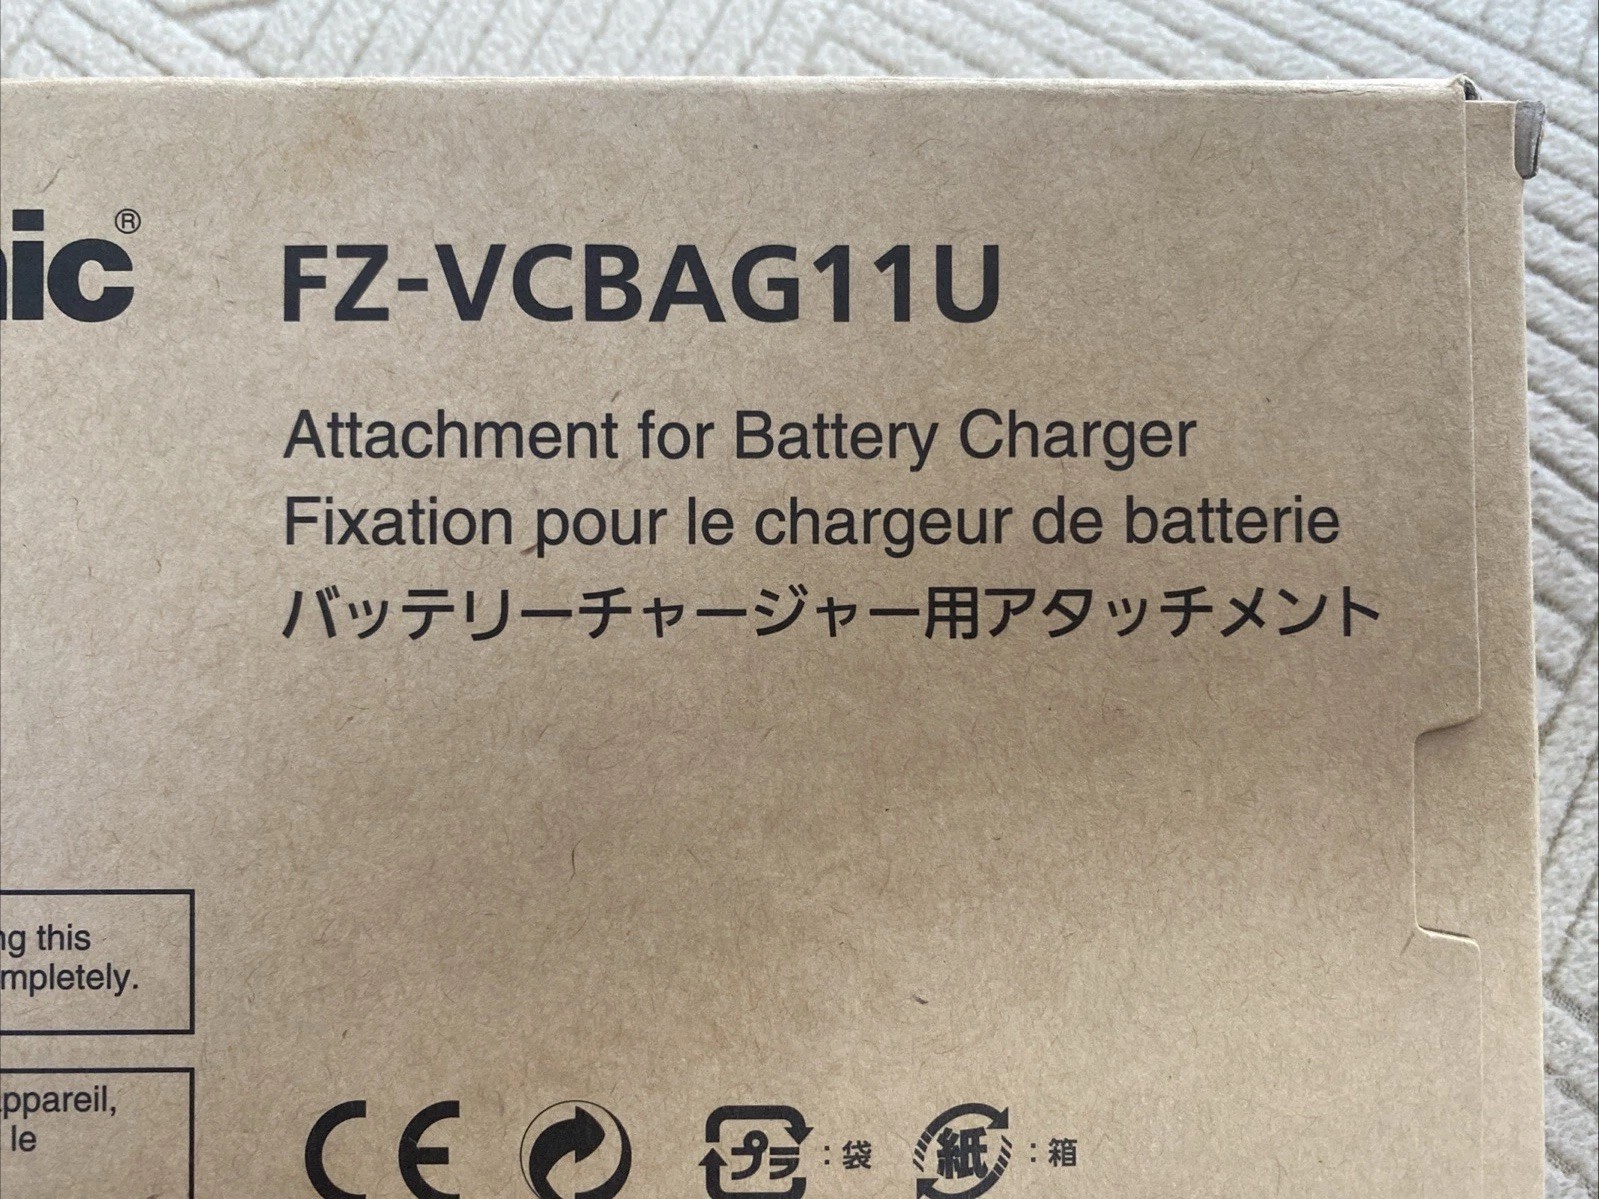 nic®
FZ-VCBAG11U
Attachment for Battery Charger
Fixation pour le chargeur de batterie
バッテリーチャージャー用アタッチメント
ng this
mpletely.
ppareil,
le
CE
プラ:袋
紙:箱